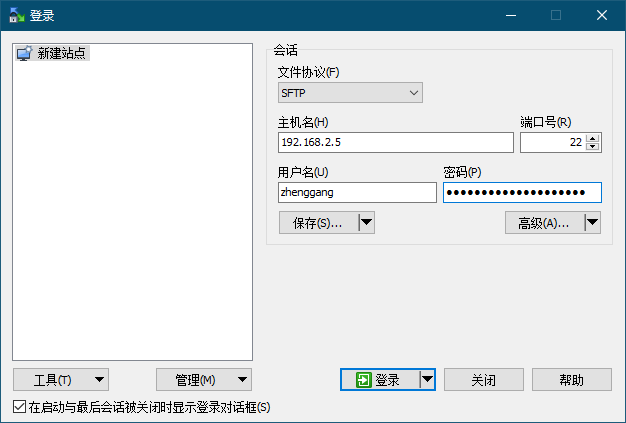 登录
新建站点
会话
文件协议(F)
SFTP
主机名(H) 端口号(R)
192.168.2.5 22
用户名(U) 密码(P)
zhenggang ●●●●●●●●●●●●●●●●●●●●
保存(S)... 高级(A)...
工具(T) 管理(M) 登录 关闭 帮助
在启动与最后会话被关闭时显示登录对话框(S)